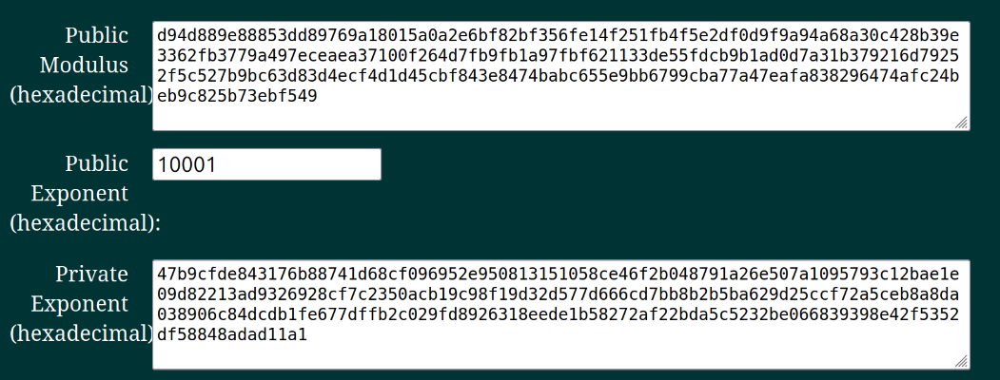 Public
Modulus
(hexadecimal)
d94d889e88853dd89769a18015a0a2e6bf82bf356fe14f251fb4f5e2df0d9f9a94a68a30c428b39e
3362fb3779a497eceaea37100f264d7fb9fb1a97fbf621133de55fdcb9b1ad0d7a31b379216d7925
2f5c527b9bc63d83d4ecf4d1d45cbf843e8474babc655e9bb6799cba77a47eafa838296474afc24b
eb9c825b73ebf549
Public
Exponent
(hexadecimal):
10001
Private
Exponent
(hexadecimal)
47b9cfde843176b88741d68cf096952e950813151058ce46f2b048791a26e507a1095793c12bae1e
09d82213ad9326928cf7c2350acb19c98f19d32d577d666cd7bb8b2b5ba629d25ccf72a5ceb8a8da
038906c84dcdb1fe677dffb2c029fd8926318eede1b58272af22bda5c5232be066839398e42f5352
df58848adad11a1